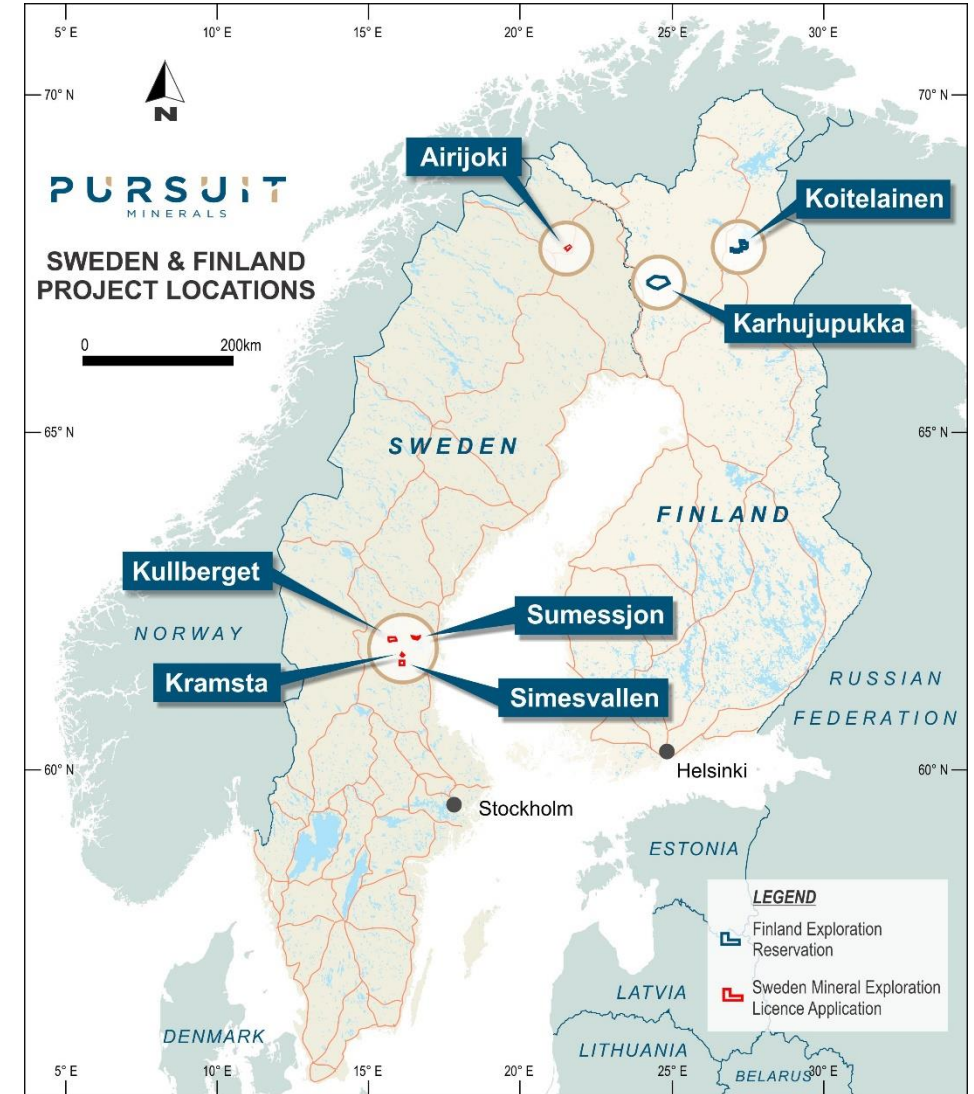 5° E
10° E
15° E
20° E
25° E
30° E
70° N
70° N
N
Airijoki
PURSUIT
MINERALS
Koitelainen
SWEDEN & FINLAND
PROJECT LOCATIONS
Karhujupukka
0
200km
65° N
65° N
SWEDEN
FINLAND
Kullberget
Sumessjon
NORWAY
Kramsta
Simesvallen
RUSSIAN
FEDERATION
60° N
Helsinki
60° N
Stockholm
ESTONIA
LEGEND
Finland Exploration
Reservation
Sweden Mineral Exploration
Licence Application
LATVIA
DENMARK
LITHUANIA
BELARUS
5° E
10° E
15° E
20° E
25° E
30° E